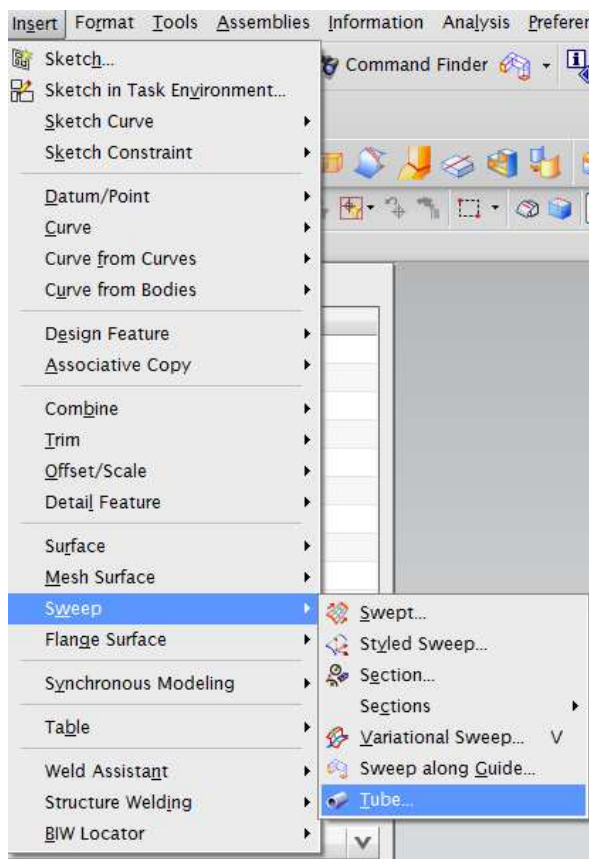 Insert Format Tools Assemblies Information Analysis
Sketch...
Command Finder
Sketch in Task Environment...
Sketch Curve
Sketch Constraint
Datum/Point
Curve
Curve from Curves
Curve from Bodies
Design Feature
Associative Copy
Combine
Trim
Offset/Scale
Detail Feature
Surface
Mesh Surface
Sweep
Swept...
Flange Surface
Styled Sweep...
Synchronous Modeling
Section...
Sections
Table
Variational Sweep... V
Weld Assistant
Sweep along Guide...
Structure Welding
Tube...
BIW Locator